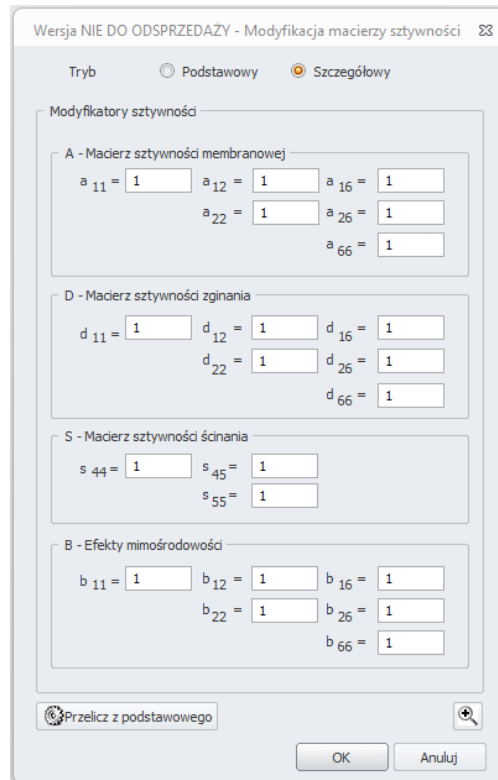 Wersja NIE DO ODSPRZEDAŻY - Modyfikacja macierzy sztywności
Tryb Podstawowy Szczegółowy
Modyfikatory sztywności
A - Macierz sztywności membranowej
a 11 = 1 a 12 = 1 a 16 = 1
a 22 = 1 a 26 = 1
a 66 = 1
D - Macierz sztywności zginania
d 11 = 1 d 12 = 1 d 16 = 1
d 22 = 1 d 26 = 1
d 66 = 1
S - Macierz sztywności ścinania
s 44 = 1 s 45 = 1
s 55 = 1
B - Efekty mimośrodowości
b 11 = 1 b 12 = 1 b 16 = 1
b 22 = 1 b 26 = 1
b 66 = 1
Przelicz z podstawowego
OK Anuluj